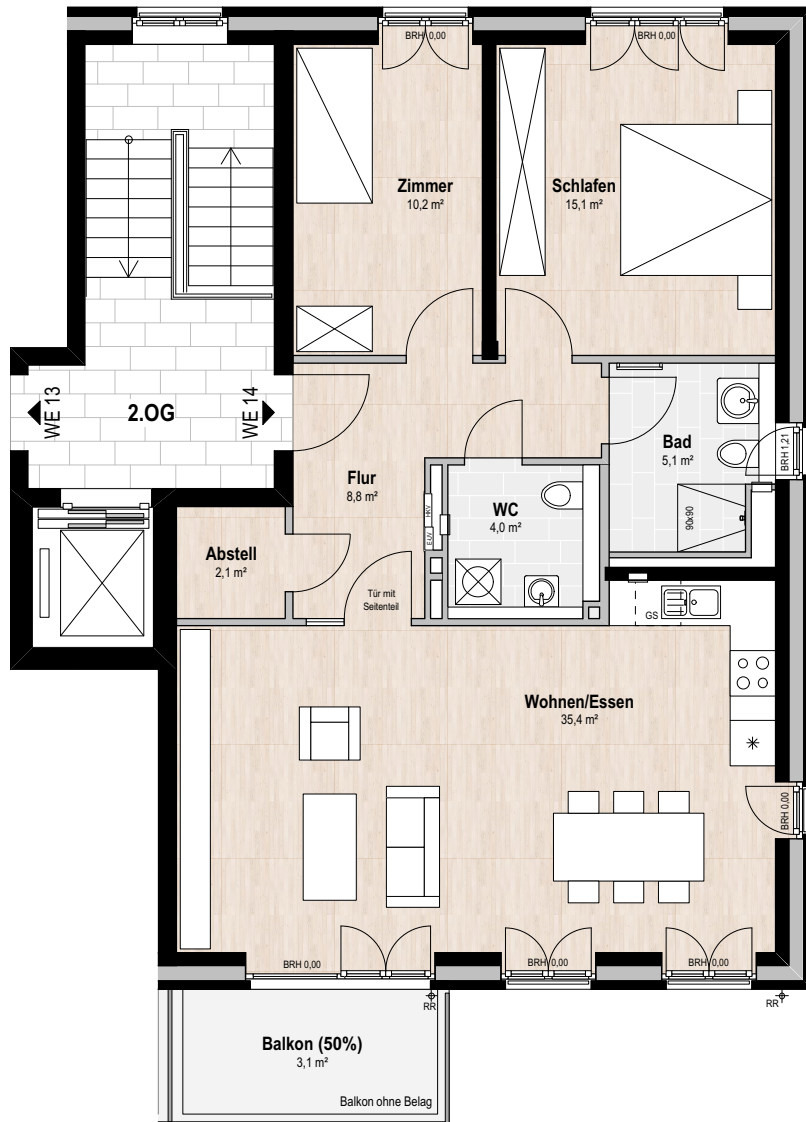 BRH 0,00
BRH 0,00
Zimmer
10,2 m²
Schlafen
15,1 m²
WE 13
2.OG
WE 14
Bad
5,1 m²
BRH 1,21
Flur
8,8 m²
HKV
E-UV
WC
4,0 m²
90x90
Abstell
2,1 m²
Tür mit
Seitenteil
GS
Wohnen/Essen
35,4 m²
BRH 0,00
BRH 0,00
BRH 0,00
BRH 0,00
RR
RR
Balkon (50%)
3,1 m²
Balkon ohne Belag